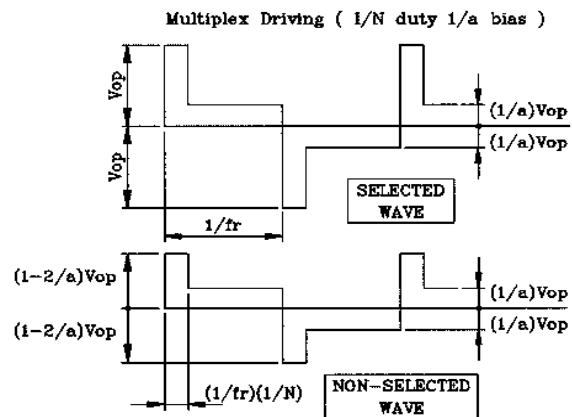 Multiplex Driving ( 1/N duty 1/a bias )
Vop
Vop
(1/a)Vop
(1/a)Vop
SELECTED
WAVE
1/fr
(1-2/a)Vop
(1-2/a)Vop
(1/a)Vop
(1/a)Vop
(1/fr)(1/N)
NON-SELECTED
WAVE